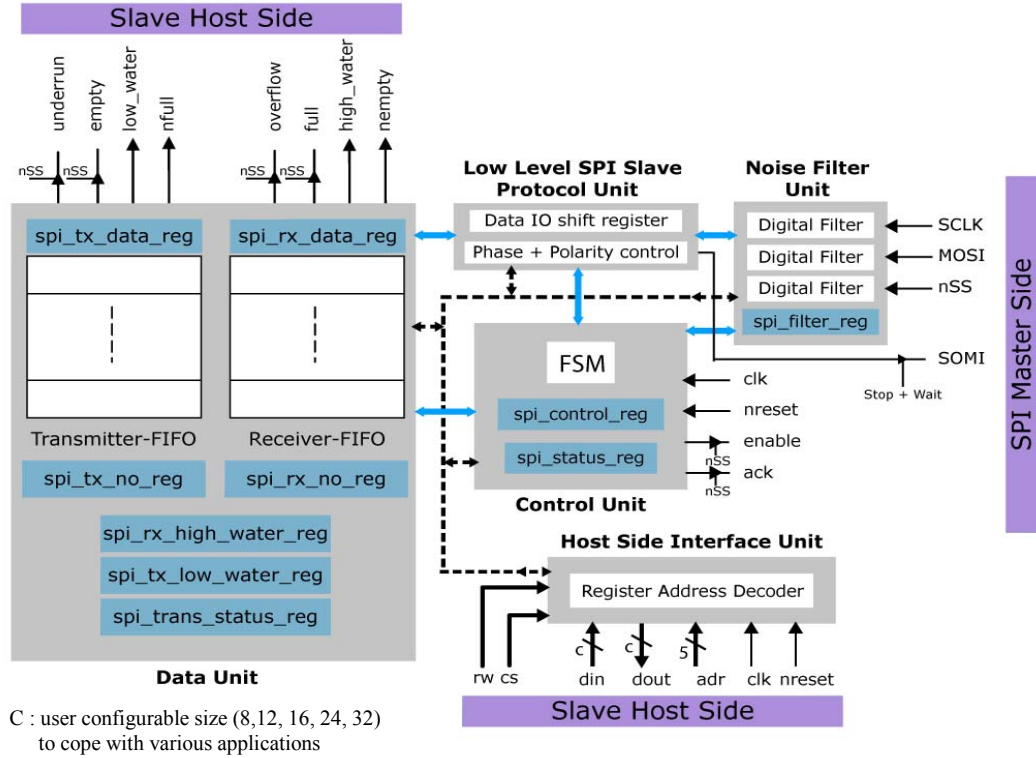 Slave Host Side
underrun
empty
low_water
nfull
overflow
full
high_water
nempty
nSS
nSS
nSS
nSS
spi_tx_data_reg
spi_rx_data_reg
Transmitter-FIFO
Receiver-FIFO
spi_tx_no_reg
spi_rx_no_reg
spi_rx_high_water_reg
spi_tx_low_water_reg
spi_trans_status_reg
Data Unit
C : user configurable size (8,12, 16, 24, 32)
to cope with various applications
Low Level SPI Slave
Protocol Unit
Data IO shift register
Phase + Polarity control
Noise Filter
Unit
Digital Filter
Digital Filter
Digital Filter
spi_filter_reg
SCLK
MOSI
nSS
SOMI
Stop + Wait
SPI Master Side
FSM
spi_control_reg
spi_status_reg
Control Unit
clk
nreset
enable
nSS
ack
nSS
Host Side Interface Unit
Register Address Decoder
c
c
5
rw
cs
din
dout
adr
clk
nreset
Slave Host Side